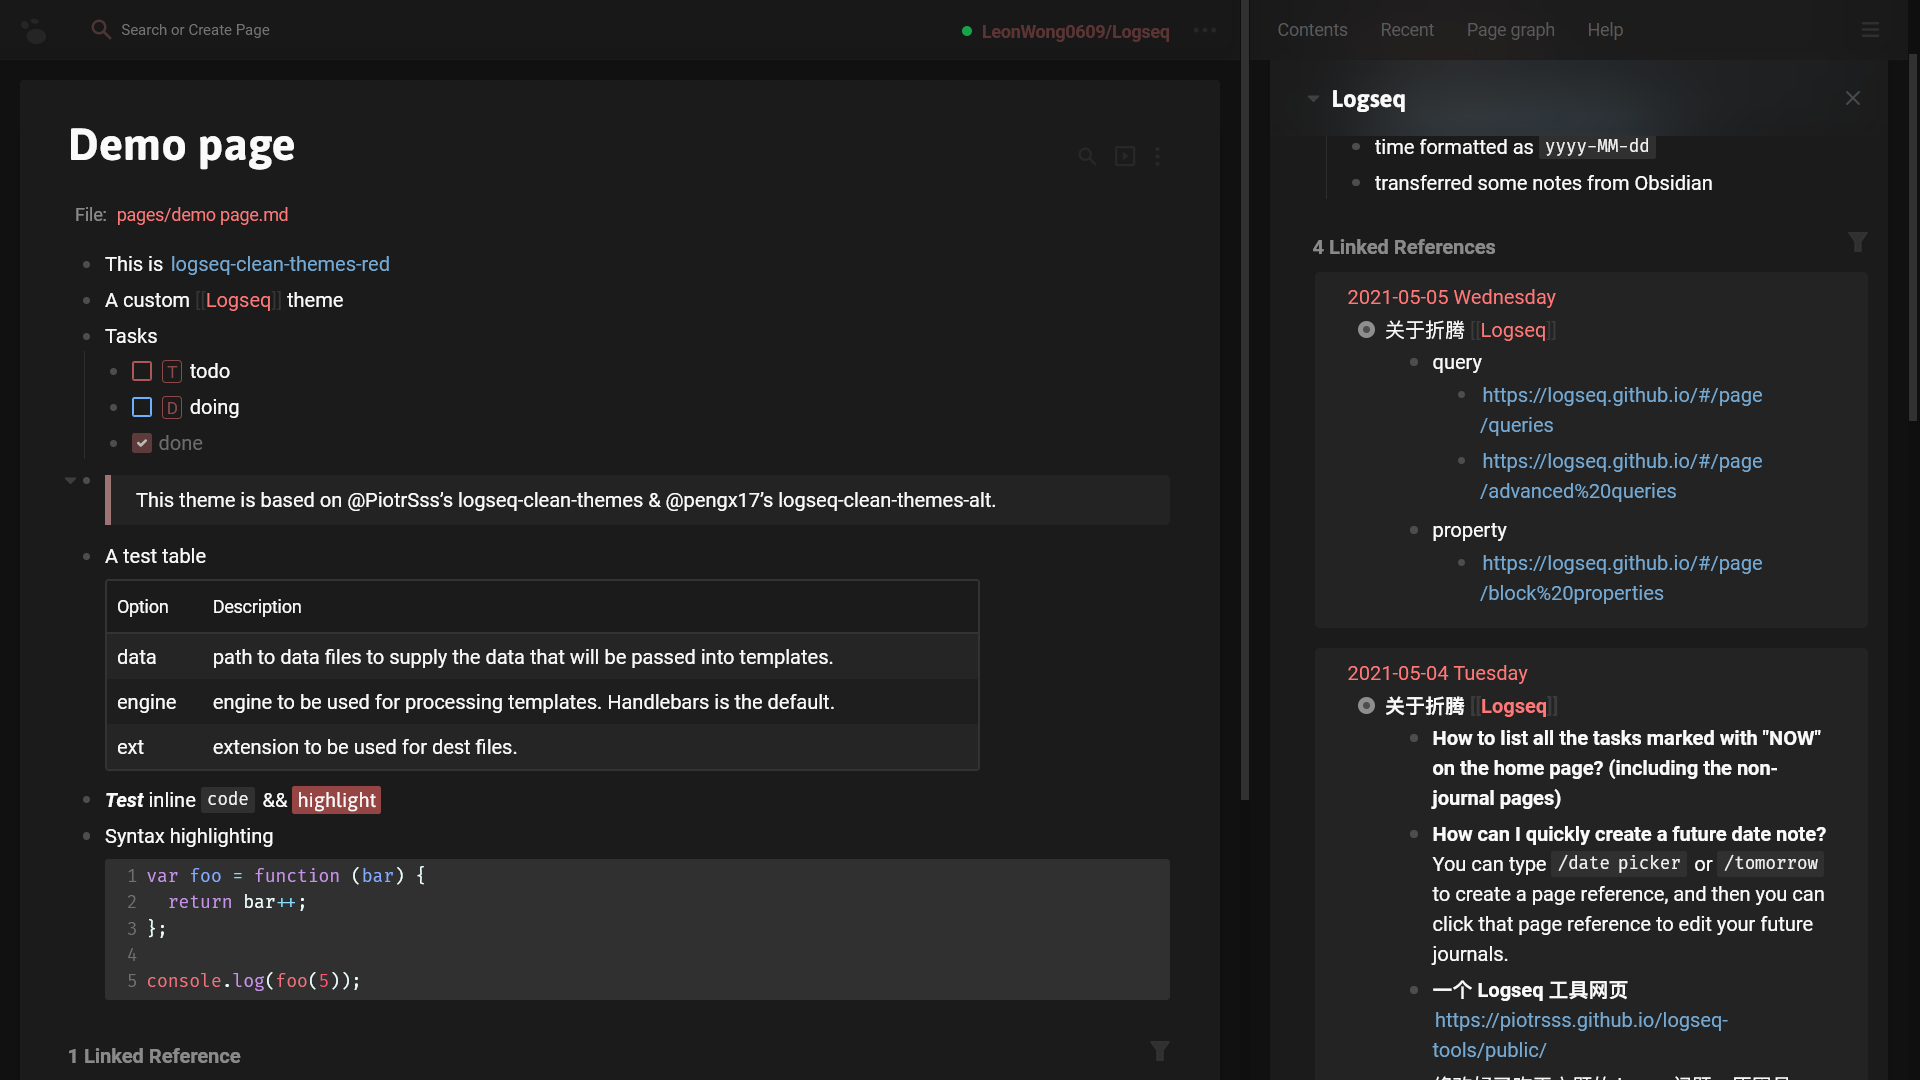 Search or Create Page
LeonWong0609/Logseq
Demo page
File: pages/demo page.md
This is logseq-clean-themes-red
A custom [[Logseq]] theme
Tasks
T todo
D doing
done
This theme is based on @PiotrSss’s logseq-clean-themes & @pengx17’s logseq-clean-themes-alt.
A test table
Option Description
data path to data files to supply the data that will be passed into templates.
engine engine to be used for processing templates. Handlebars is the default.
ext extension to be used for dest files.
Test inline code && highlight
Syntax highlighting
1 var foo = function (bar) {
2 return bar++;
3 };
4
5 console.log(foo(5));
1 Linked Reference
Contents Recent Page graph Help
Logseq
time formatted as yyyy-MM-dd
transferred some notes from Obsidian
4 Linked References
2021-05-05 Wednesday
关于折腾 [[Logseq]]
query
https://logseq.github.io/#/page
/queries
https://logseq.github.io/#/page
/advanced%20queries
property
https://logseq.github.io/#/page
/block%20properties
2021-05-04 Tuesday
关于折腾 [[Logseq]]
How to list all the tasks marked with "NOW"
on the home page? (including the non-
journal pages)
How can I quickly create a future date note?
You can type /date picker or /tomorrow
to create a page reference, and then you can
click that page reference to edit your future
journals.
一个 Logseq 工具网页
https://piotrsss.github.io/logseq-
tools/public/